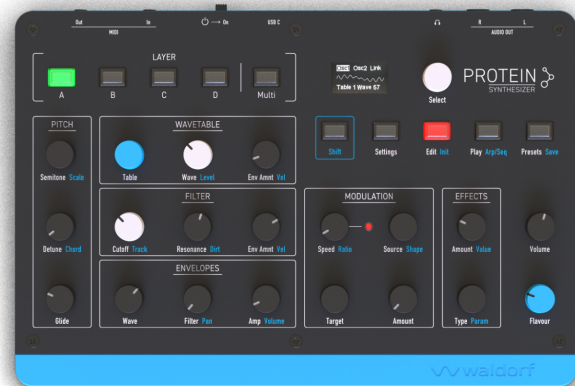 Out In On USB C R L
MIDI AUDIO OUT
LAYER
A B C D Multi
Osc1 Osc2 Link
Table 1 Wave 57
Select
PROTEIN
SYNTHESIZER
Shift Settings Edit Init Play Arp/Seq Presets Save
PITCH
Semitone Scale
Detune Chord
Glide
WAVETABLE
Table Wave Level Env Amnt Vel
FILTER
Cutoff Track Resonance Dirt Env Amnt Vel
ENVELOPES
Wave Filter Pan Amp Volume
MODULATION
Speed Ratio Source Shape
Target Amount
EFFECTS
Amount Value
Type Param
Volume
Flavour
waldorf